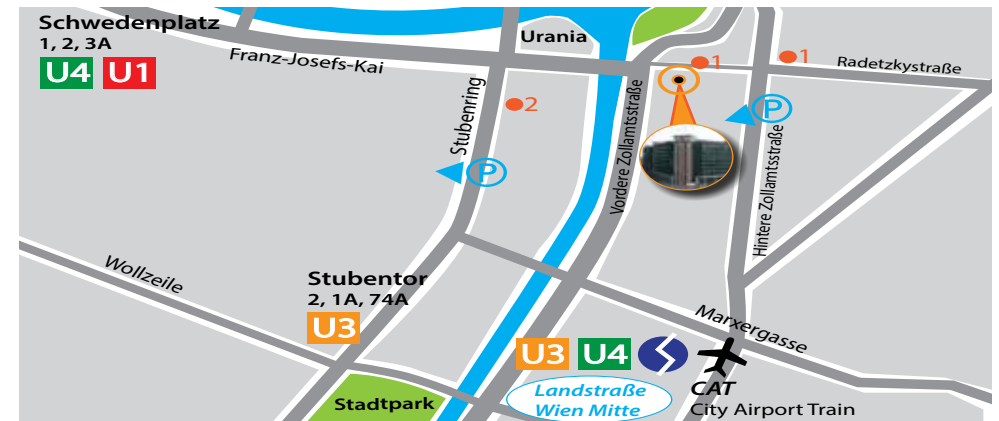 Schwedenplatz
1, 2, 3A
U4 U1
Franz-Josefs-Kai
Urania
1
1
Radetzkystraße
2
Stubenring
P
P
Vordere Zollamtsstraße
Hintere Zollamtsstraße
Wollzeile
Stubentor
2, 1A, 74A
U3
Marxergasse
U3 U4
Landstraße
Wien Mitte
CAT
City Airport Train
Stadtpark